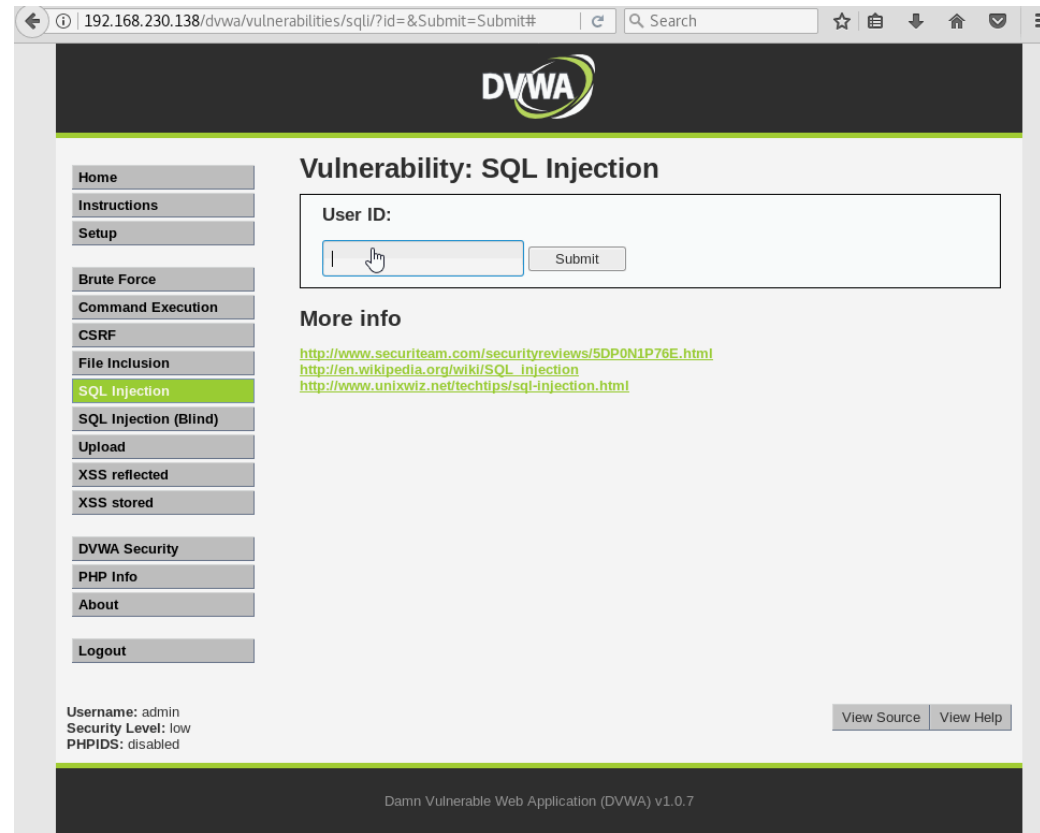 192.168.230.138/dvwa/vulnerabilities/sqli/?id=&Submit=Submit#
Search
DVWA
Home
Instructions
Setup
Brute Force
Command Execution
CSRF
File Inclusion
SQL Injection
SQL Injection (Blind)
Upload
XSS reflected
XSS stored
DVWA Security
PHP Info
About
Logout
Vulnerability: SQL Injection
User ID:
Submit
More info
http://www.securiteam.com/securityreviews/5DP0N1P76E.html
http://en.wikipedia.org/wiki/SQL_injection
http://www.unixwiz.net/techtips/sql-injection.html
Username: admin
Security Level: low
PHPIDS: disabled
View Source
View Help
Damn Vulnerable Web Application (DVWA) v1.0.7